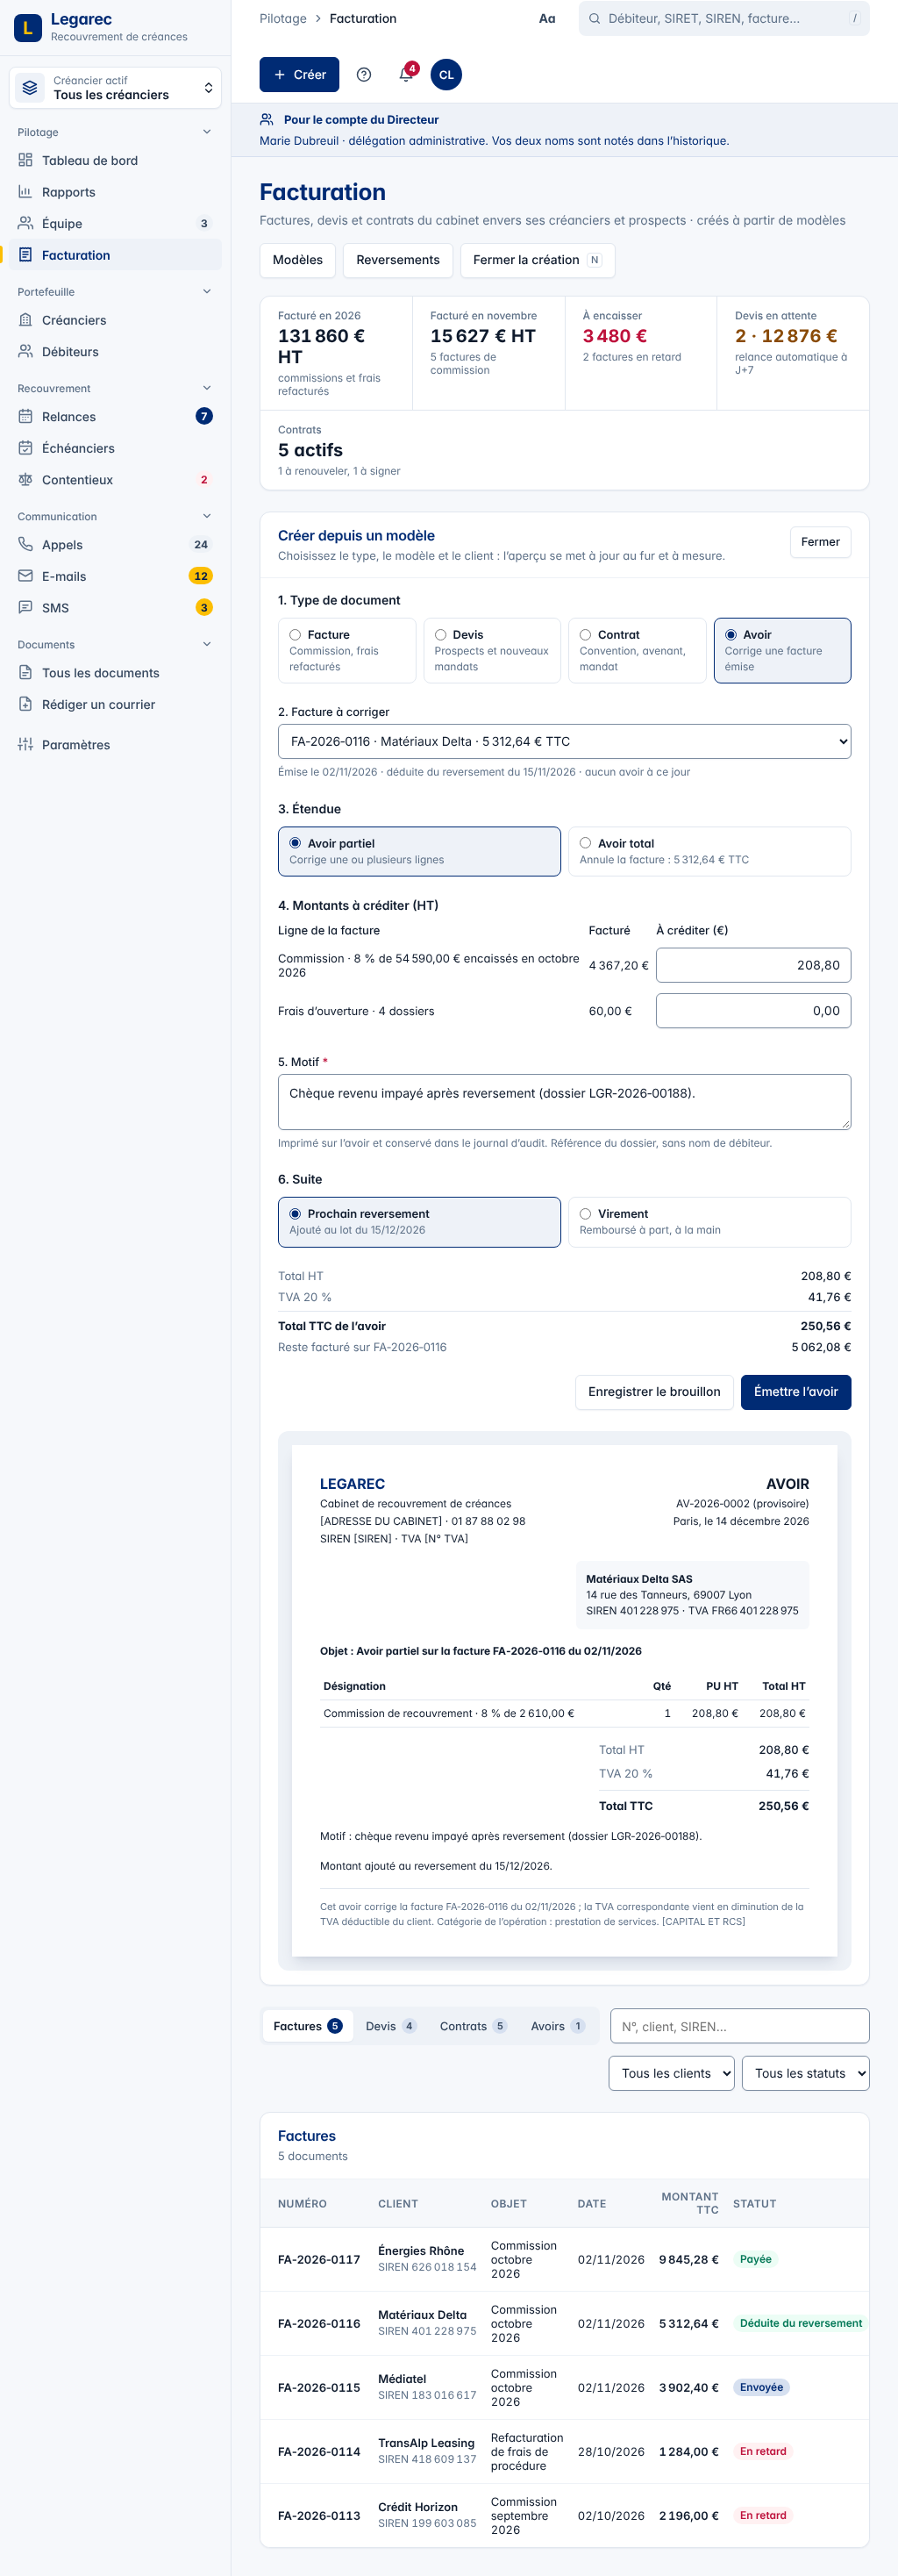 L
Legarec
Recouvrement de créances
Créancier actif
Tous les créanciers
Pilotage
Tableau de bord
Rapports
Équipe 3
Facturation
Portefeuille
Créanciers
Débiteurs
Recouvrement
Relances 7
Échéanciers
Contentieux 2
Communication
Appels 24
E-mails 12
SMS 3
Documents
Tous les documents
Rédiger un courrier
Paramètres
Pilotage > Facturation
Aa
Débiteur, SIRET, SIREN, facture… /
+ Créer
4
CL
Pour le compte du Directeur
Marie Dubreuil · délégation administrative. Vos deux noms sont notés dans l’historique.
Facturation
Factures, devis et contrats du cabinet envers ses créanciers et prospects · créés à partir de modèles
Modèles
Reversements
Fermer la création N
Facturé en 2026
131 860 €
HT
commissions et frais
refacturés
Facturé en novembre
15 627 € HT
5 factures de
commission
À encaisser
3 480 €
2 factures en retard
Devis en attente
2 · 12 876 €
relance automatique à
J+7
Contrats
5 actifs
1 à renouveler, 1 à signer
Créer depuis un modèle
Choisissez le type, le modèle et le client : l’aperçu se met à jour au fur et à mesure.
Fermer
1. Type de document
Facture
Commission, frais
refacturés
Devis
Prospects et nouveaux
mandats
Contrat
Convention, avenant,
mandat
Avoir
Corrige une facture
émise
2. Facture à corriger
FA-2026-0116 · Matériaux Delta · 5 312,64 € TTC
Émise le 02/11/2026 · déduite du reversement du 15/11/2026 · aucun avoir à ce jour
3. Étendue
Avoir partiel
Corrige une ou plusieurs lignes
Avoir total
Annule la facture : 5 312,64 € TTC
4. Montants à créditer (HT)
Ligne de la facture Facturé À créditer (€)
Commission · 8 % de 54 590,00 € encaissés en octobre
2026
4 367,20 € 208,80
Frais d’ouverture · 4 dossiers 60,00 € 0,00
5. Motif *
Chèque revenu impayé après reversement (dossier LGR-2026-00188).
Imprimé sur l’avoir et conservé dans le journal d’audit. Référence du dossier, sans nom de débiteur.
6. Suite
Prochain reversement
Ajouté au lot du 15/12/2026
Virement
Remboursé à part, à la main
Total HT 208,80 €
TVA 20 % 41,76 €
Total TTC de l’avoir 250,56 €
Reste facturé sur FA-2026-0116 5 062,08 €
Enregistrer le brouillon
Émettre l’avoir
LEGAREC
Cabinet de recouvrement de créances
[ADRESSE DU CABINET] · 01 87 88 02 98
SIREN [SIREN] · TVA [N° TVA]
AVOIR
AV-2026-0002 (provisoire)
Paris, le 14 décembre 2026
Matériaux Delta SAS
14 rue des Tanneurs, 69007 Lyon
SIREN 401 228 975 · TVA FR66 401 228 975
Objet : Avoir partiel sur la facture FA-2026-0116 du 02/11/2026
Désignation Qté PU HT Total HT
Commission de recouvrement · 8 % de 2 610,00 € 1 208,80 € 208,80 €
Total HT 208,80 €
TVA 20 % 41,76 €
Total TTC 250,56 €
Motif : chèque revenu impayé après reversement (dossier LGR-2026-00188).
Montant ajouté au reversement du 15/12/2026.
Cet avoir corrige la facture FA-2026-0116 du 02/11/2026 ; la TVA correspondante vient en diminution de la
TVA déductible du client. Catégorie de l’opération : prestation de services. [CAPITAL ET RCS]
Factures 5
Devis 4
Contrats 5
Avoirs 1
N°, client, SIREN…
Tous les clients
Tous les statuts
Factures
5 documents
NUMÉRO CLIENT OBJET DATE MONTANT TTC STATUT
FA-2026-0117 Énergies Rhône SIREN 626 018 154 Commission octobre 2026 02/11/2026 9 845,28 € Payée
FA-2026-0116 Matériaux Delta SIREN 401 228 975 Commission octobre 2026 02/11/2026 5 312,64 € Déduite du reversement
FA-2026-0115 Médiatel SIREN 183 016 617 Commission octobre 2026 02/11/2026 3 902,40 € Envoyée
FA-2026-0114 TransAlp Leasing SIREN 418 609 137 Refacturation de frais de procédure 28/10/2026 1 284,00 € En retard
FA-2026-0113 Crédit Horizon SIREN 199 603 085 Commission septembre 2026 02/10/2026 2 196,00 € En retard